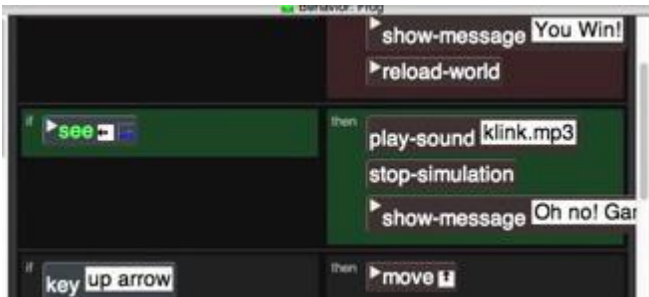 Behavior: Frog
show-message You Win!
reload-world
if see then play-sound klink.mp3
stop-simulation
show-message Oh no! Gar
if key up arrow then move